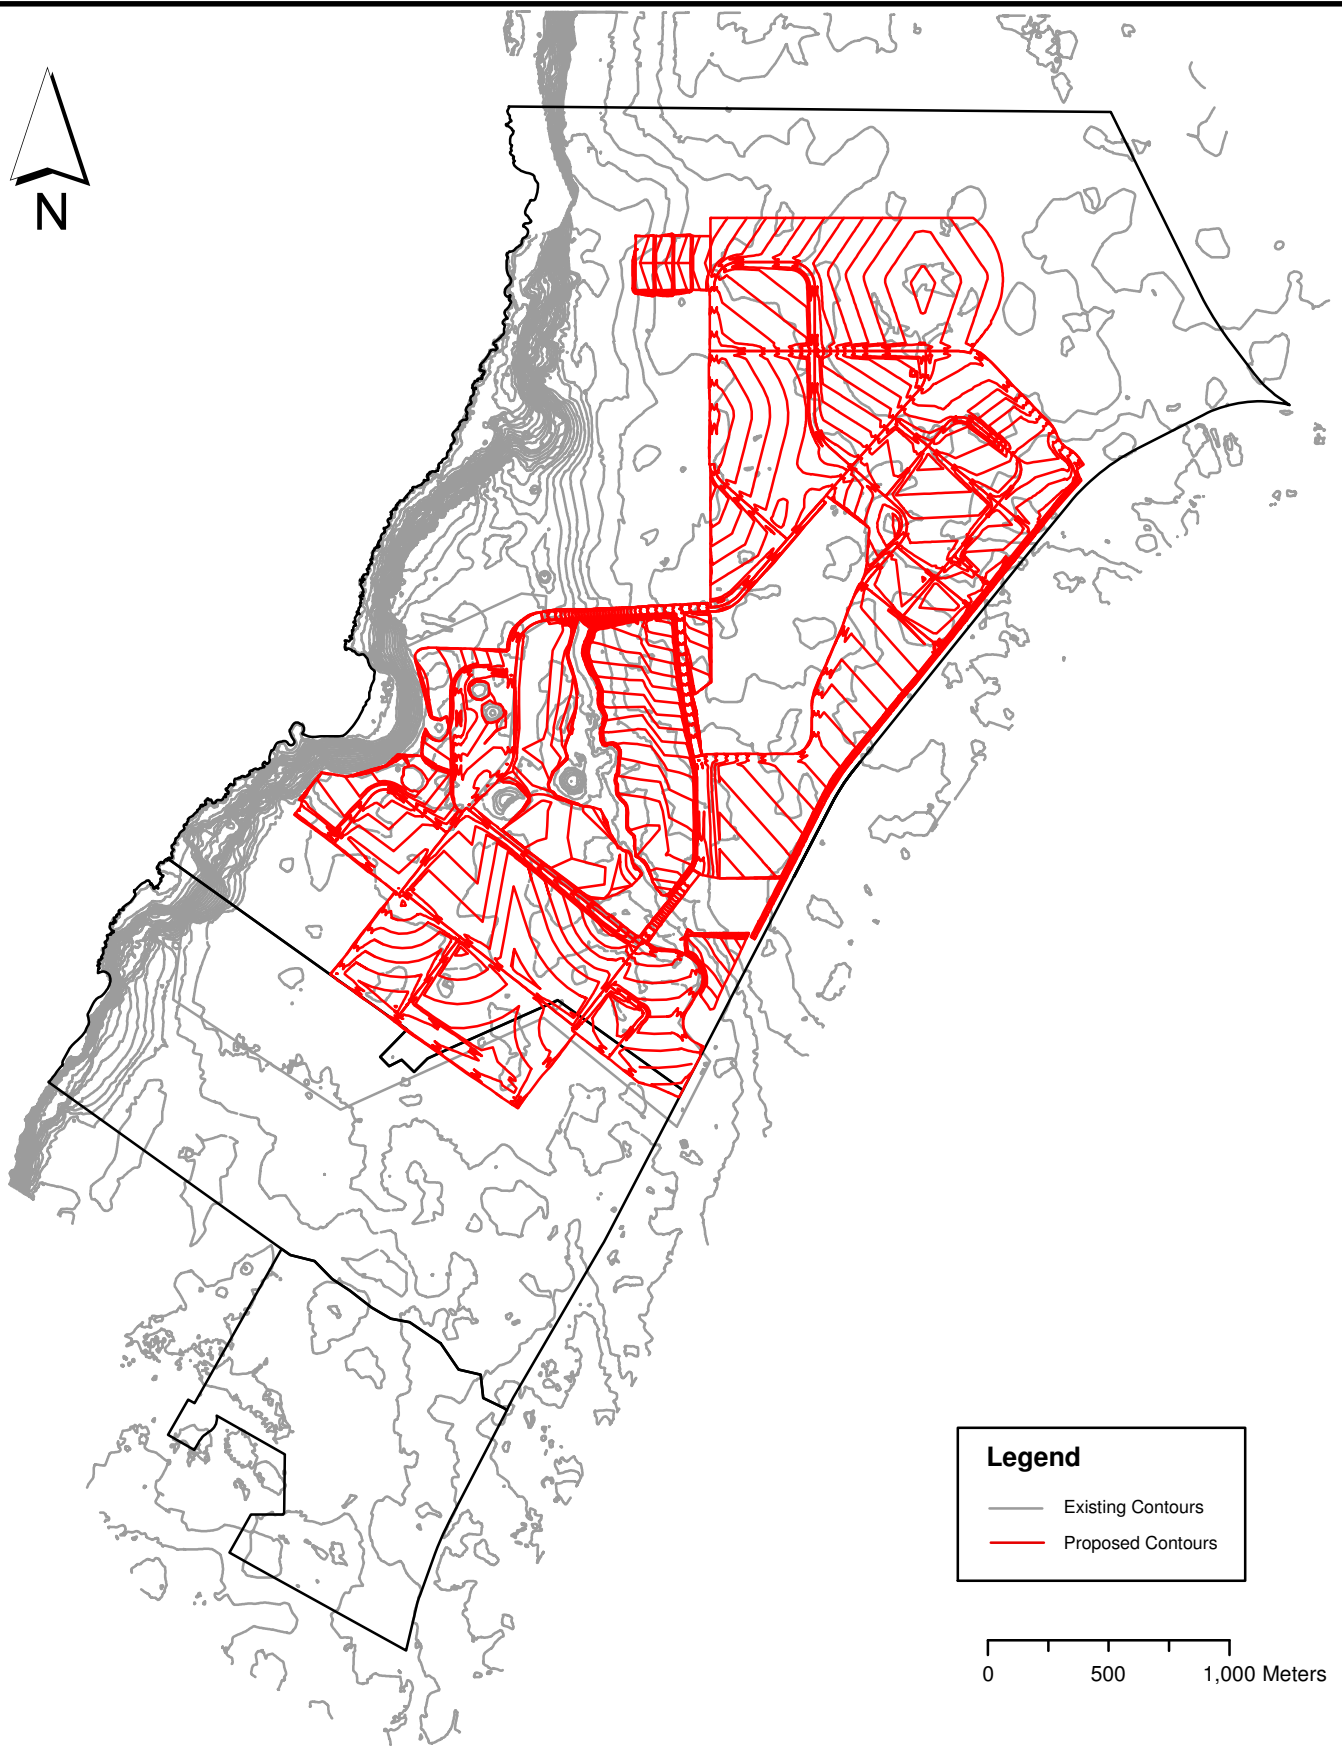 N
Legend
Existing Contours
Proposed Contours
0 500 1,000 Meters